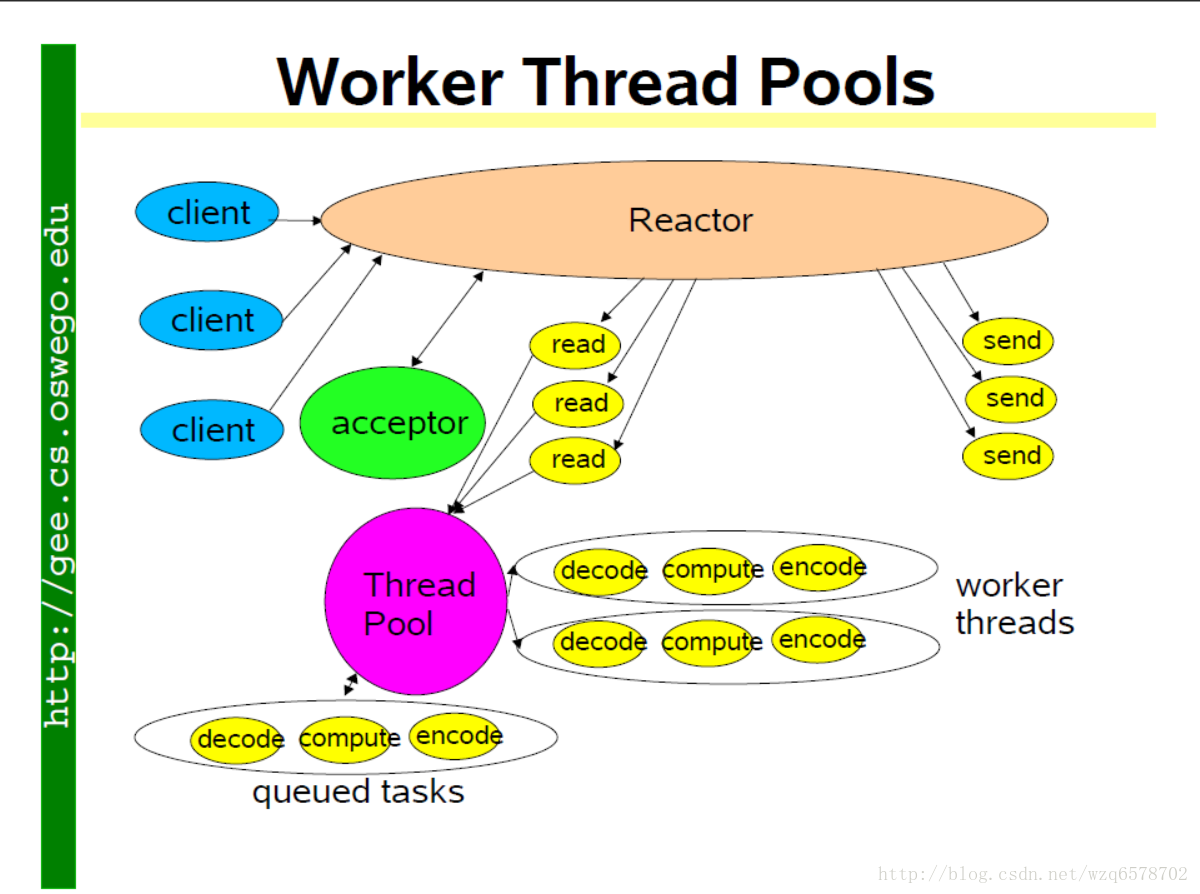 Worker Thread Pools
http://gee.cs.oswego.edu
client
Reactor
client
client
acceptor
read
read
read
send
send
send
Thread
Pool
decode compute encode
decode compute encode
worker
threads
decode compute encode
queued tasks
http://blog.csdn.net/wzq6578702